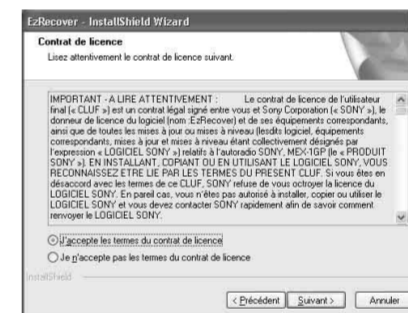 EzRecover - InstallShield Wizard
Contrat de licence
Lisez attentivement le contrat de licence suivant.
IMPORTANT - A LIRE ATTENTIVEMENT : Le contrat de licence de l'utilisateur
final (« CLUF ») est un contrat légal signé entre vous et Sony Corporation (« SONY »), le
donneur de licence du logiciel (nom :EzRecover) et de ses équipements correspondants,
ainsi que de toutes les mises à jour ou mises à niveau (lesdits logiciel, équipements
correspondants, mises à jour et mises à niveau étant collectivement désignés par
l'expression « LOGICIEL SONY ») relatifs à l'autoradio SONY, MEX-1GP (le « PRODUIT
SONY »). EN INSTALLANT, COPIANT OU EN UTILISANT LE LOGICIEL SONY, VOUS
RECONNAISSEZ ETRE LIE PAR LES TERMES DU PRESENT CLUF. Si vous êtes en
désaccord avec les termes de ce CLUF, SONY refuse de vous octroyer la licence du
LOGICIEL SONY. En pareil cas, vous n'êtes pas autorisé à installer, copier ou utiliser le
LOGICIEL SONY et vous devez contacter SONY rapidement afin de savoir comment
renvoyer le LOGICIEL SONY.
J'accepte les termes du contrat de licence
Je n'accepte pas les termes du contrat de licence
InstallShield
< Précédent Suivant > Annuler